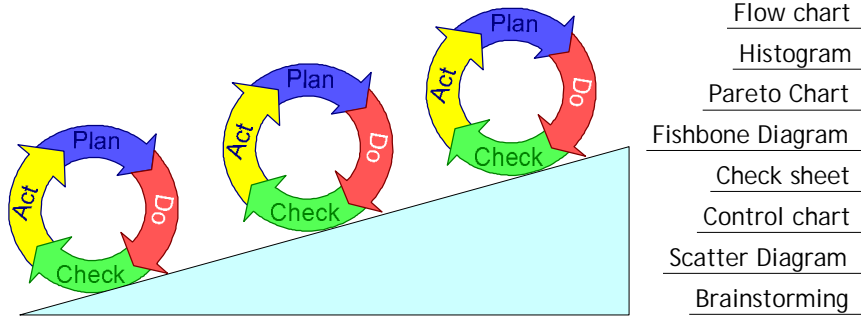 Plan
Do
Check
Act
Plan
Do
Check
Act
Plan
Do
Check
Act
Flow chart
Histogram
Pareto Chart
Fishbone Diagram
Check sheet
Control chart
Scatter Diagram
Brainstorming